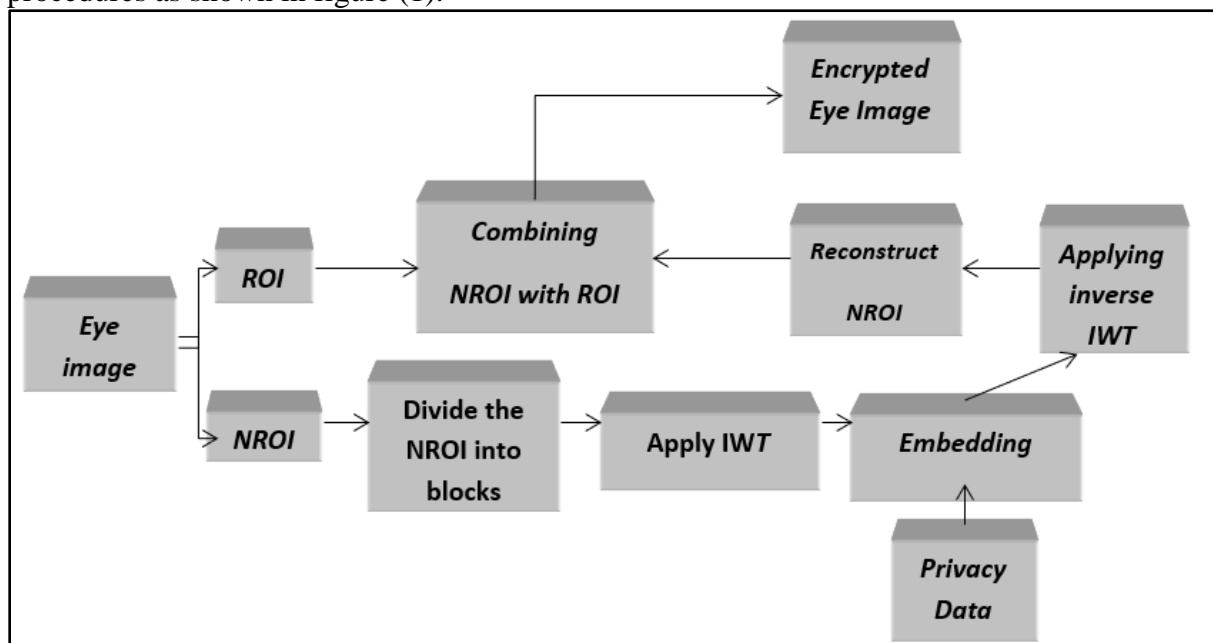 procedures as shown in figure (1).
Encrypted
Eye Image
Combining
NROI with ROI
Reconstruct
NROI
Applying
inverse
IWT
ROI
Eye
image
NROI
Divide the
NROI into
blocks
Apply IWT
Embedding
Privacy
Data